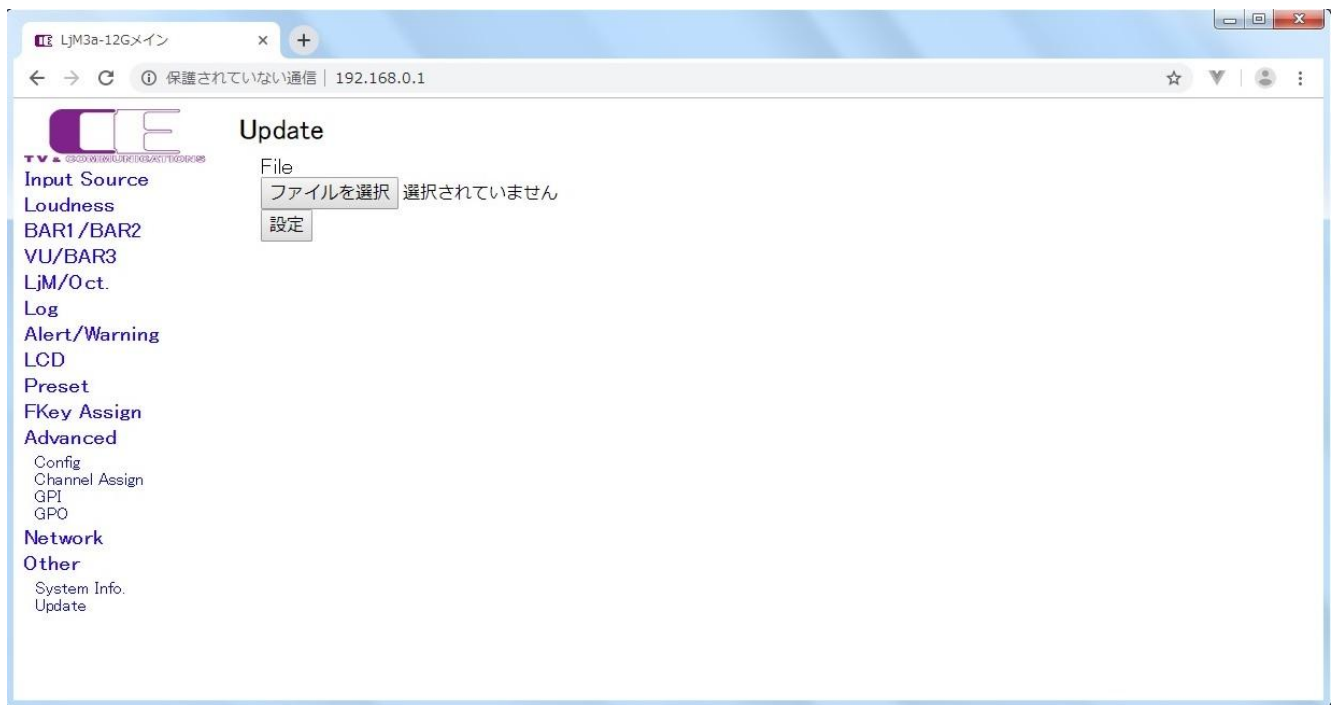 LjM3a-12Gメイン
保護されていない通信 | 192.168.0.1
TV & COMMUNICATIONS
Update
File
ファイルを選択 選択されていません
設定
Input Source
Loudness
BAR1/BAR2
VU/BAR3
LjM/Oct.
Log
Alert/Warning
LCD
Preset
FKey Assign
Advanced
Config
Channel Assign
GPI
GPO
Network
Other
System Info.
Update